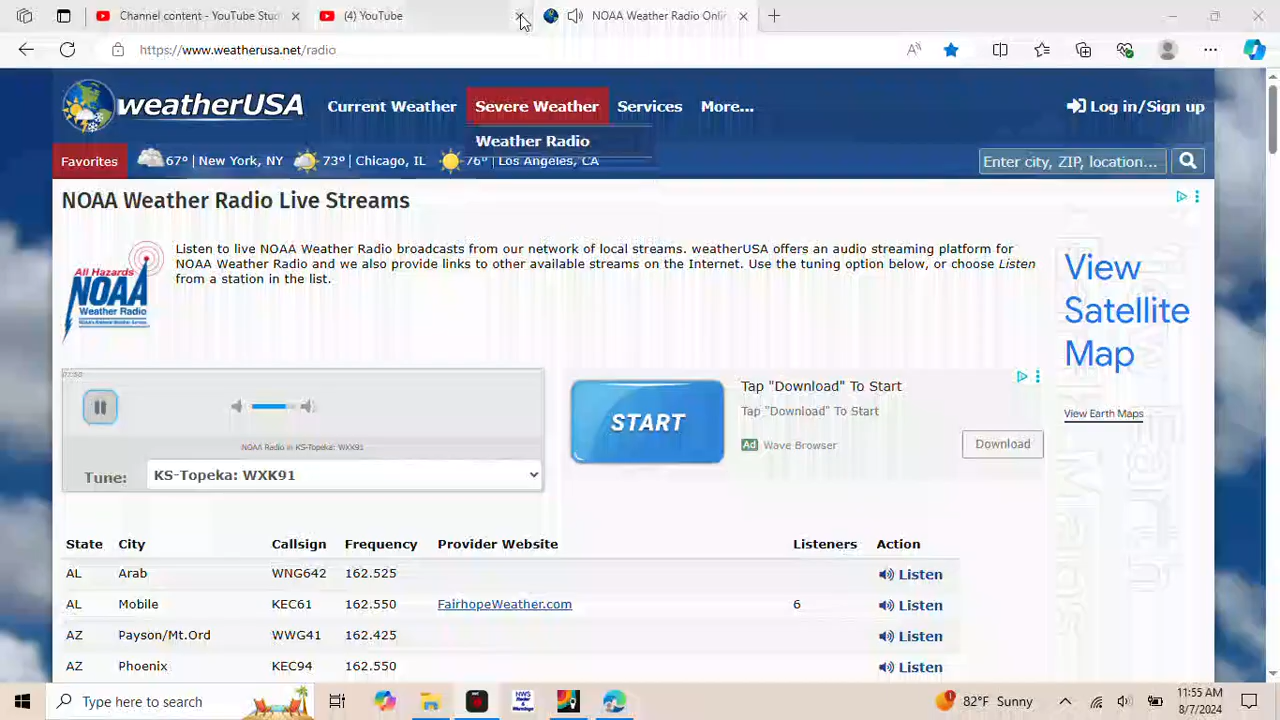 Channel content - YouTube Stud
(4) YouTube
NOAA Weather Radio Onli
https://www.weatherusa.net/radio
weatherUSA
Current Weather
Severe Weather
Services
More...
Log in/Sign up
Weather Radio
Favorites
67° | New York, NY
73° | Chicago, IL
76° | Los Angeles, CA
Enter city, ZIP, location...
NOAA Weather Radio Live Streams
Listen to live NOAA Weather Radio broadcasts from our network of local streams. weatherUSA offers an audio streaming platform for
NOAA Weather Radio and we also provide links to other available streams on the Internet. Use the tuning option below, or choose Listen
from a station in the list.
All Hazards
NOAA
Weather Radio
View
Satellite
Map
View Earth Maps
NOAA Radio in KS-Topeka: WXK91
Tune: KS-Topeka: WXK91
START
Tap "Download" To Start
Tap "Download" To Start
Ad Wave Browser
Download
State City Callsign Frequency Provider Website Listeners Action
AL Arab WNG642 162.525 Listen
AL Mobile KEC61 162.550 FairhopeWeather.com 6 Listen
AZ Payson/Mt.Ord WWG41 162.425 Listen
AZ Phoenix KEC94 162.550 Listen
Type here to search
NWS
82°F Sunny
11:55 AM
8/7/2024